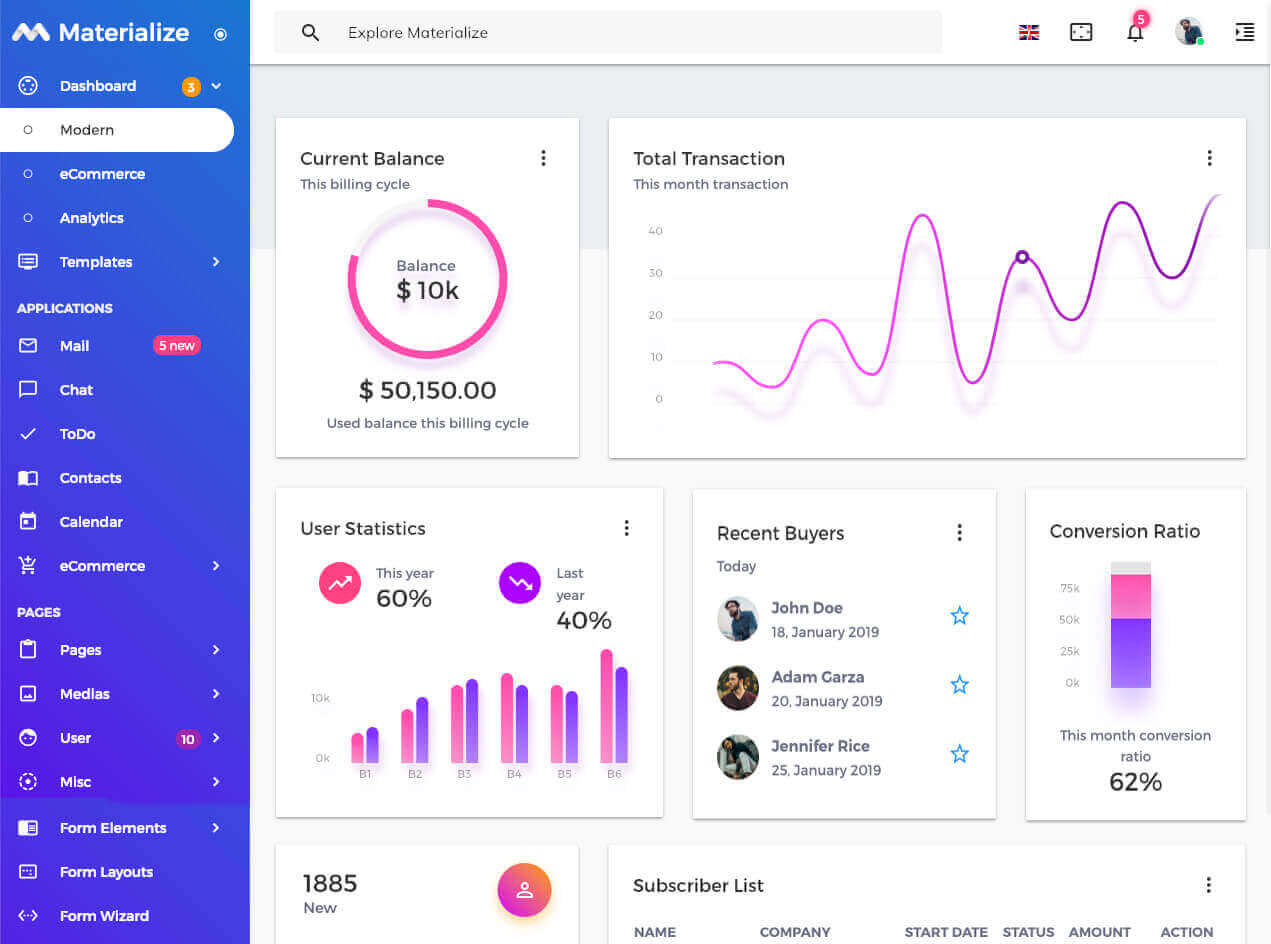 Materialize
Explore Materialize
5
Dashboard
3
Modern
eCommerce
Analytics
Templates
APPLICATIONS
Mail
5 new
Chat
ToDo
Contacts
Calendar
eCommerce
PAGES
Pages
Medias
User
10
Misc
Form Elements
Form Layouts
Form Wizard
Current Balance
This billing cycle
Balance
$ 10k
$ 50,150.00
Used balance this billing cycle
Total Transaction
This month transaction
40
30
20
10
0
User Statistics
This year
60%
Last
year
40%
10k
0k
B1 B2 B3 B4 B5 B6
Recent Buyers
Today
John Doe
18, January 2019
Adam Garza
20, January 2019
Jennifer Rice
25, January 2019
Conversion Ratio
75k
50k
25k
0k
This month conversion
ratio
62%
1885
New
Subscriber List
NAME COMPANY START DATE STATUS AMOUNT ACTION